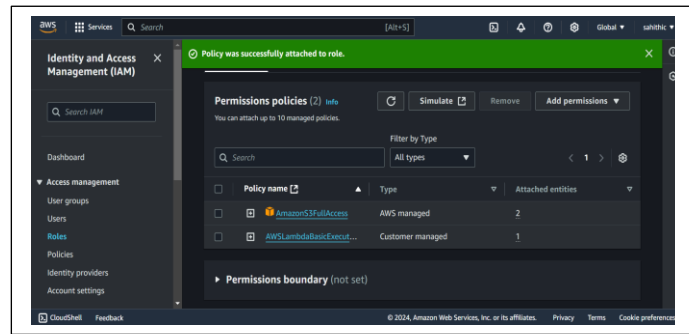 aws Services Search [Alt+S] Global ▼ sahithic ▼
Identity and Access Management (IAM)
Search IAM
Dashboard
Access management
User groups
Users
Roles
Policies
Identity providers
Account settings
Policy was successfully attached to role.
Permissions policies (2) Info
Simulate Remove Add permissions ▼
You can attach up to 10 managed policies.
Filter by Type
Search All types ▼ < 1 >
Policy name ▲ Type Attached entities
AmazonS3FullAccess AWS managed 2
AWSLambdaBasicExecut... Customer managed 1
Permissions boundary (not set)
CloudShell Feedback © 2024, Amazon Web Services, Inc. or its affiliates. Privacy Terms Cookie preferences